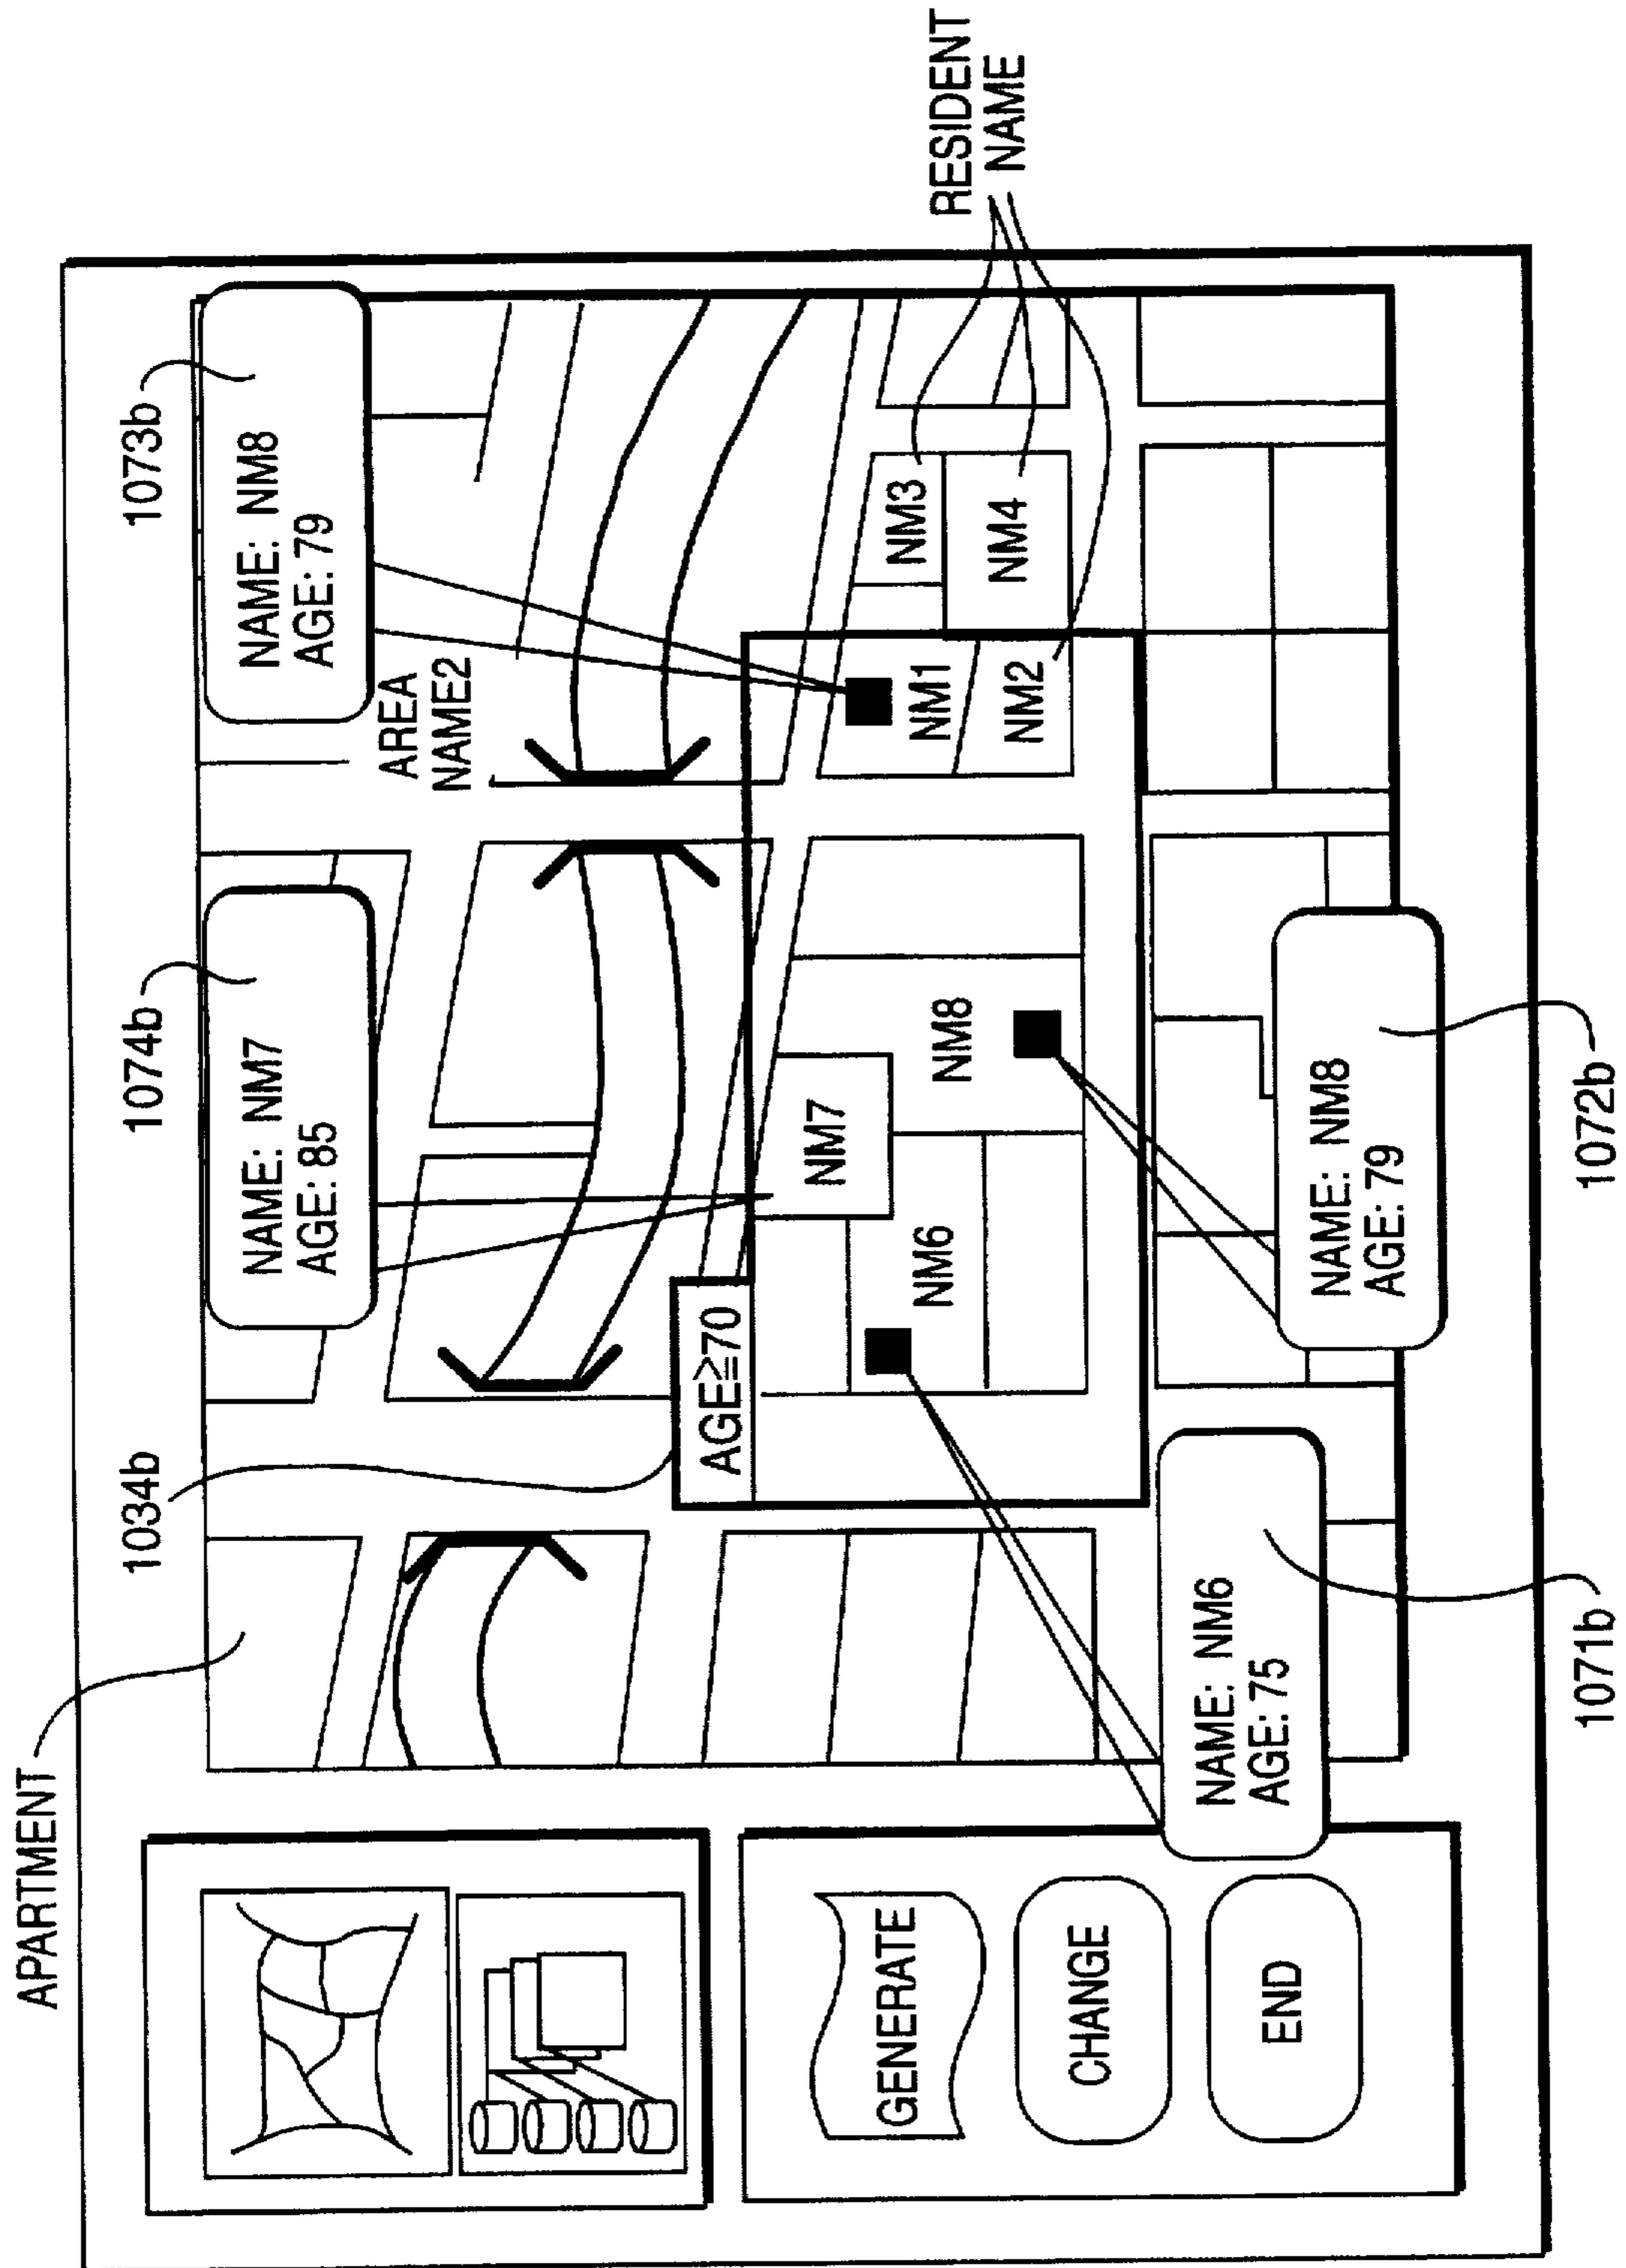 APARTMENT
1034b
1074b
1073b
NAME: NM7
AGE: 85
NAME: NM8
AGE: 79
AREA
NAME2
AGE≧70
NM7
NM6
NM8
NM1
NM2
NM3
NM4
RESIDENT
NAME
GENERATE
CHANGE
END
NAME: NM6
AGE: 75
NAME: NM8
AGE: 79
1071b
1072b